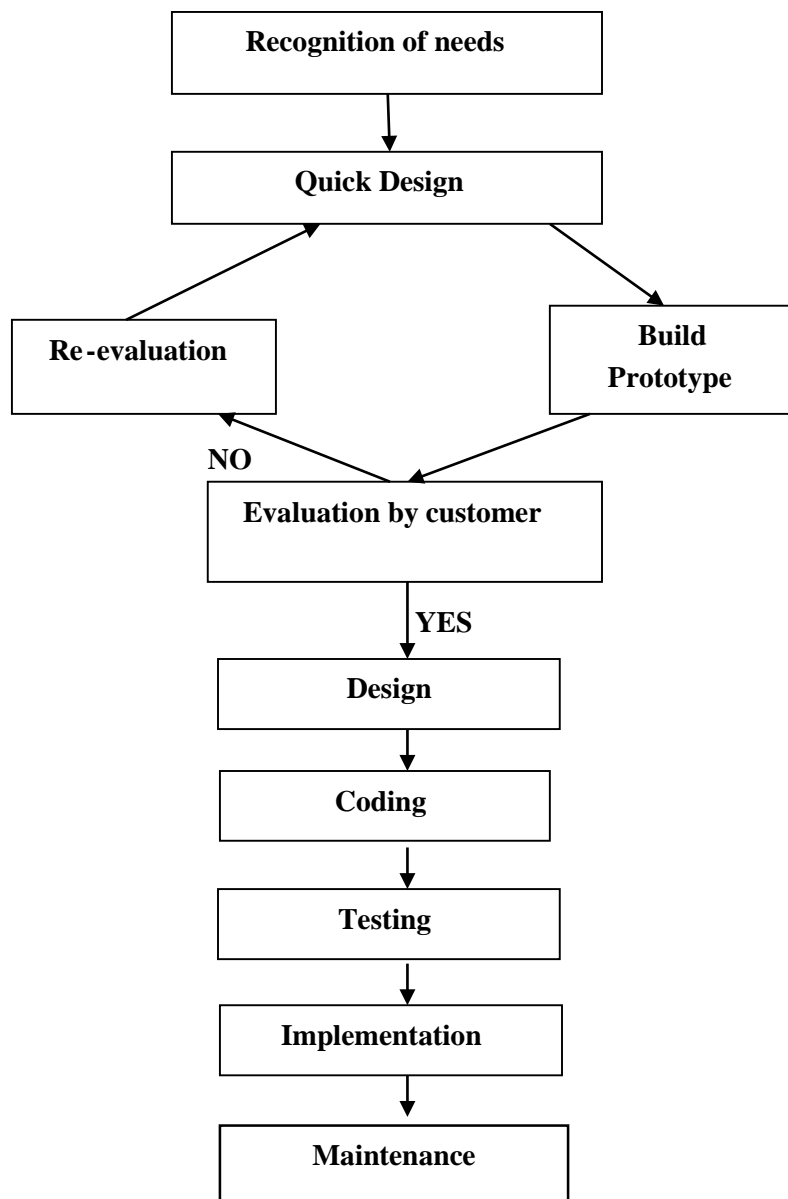 Recognition of needs
Quick Design
Re-evaluation
Build
Prototype
NO
Evaluation by customer
YES
Design
Coding
Testing
Implementation
Maintenance